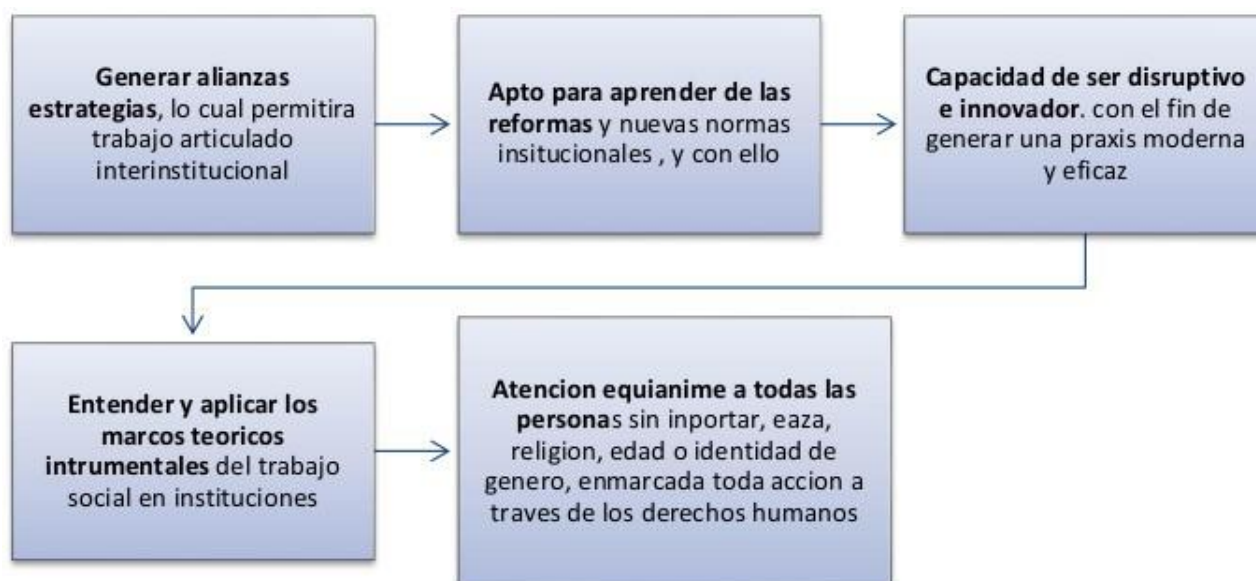 Generar alianzas
estrategias, lo cual permitira
trabajo articulado
interinstitucional
Apto para aprender de las
reformas y nuevas normas
insitucionales , y con ello
Capacidad de ser disruptivo
e innovador. con el fin de
generar una praxis moderna
y eficaz
Entender y aplicar los
marcos teoricos
intrumentales del trabajo
social en instituciones
Atencion equianime a todas las
personas sin inportar, eaza,
religion, edad o identidad de
genero, enmarcada toda accion a
traves de los derechos humanos